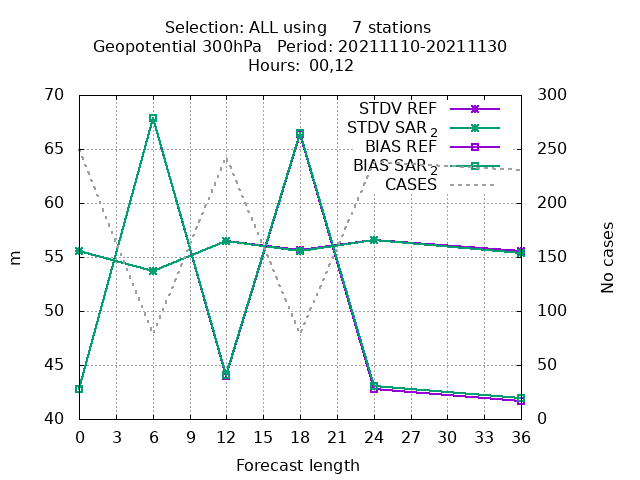 Selection: ALL using     7 stations
Geopotential 300hPa   Period: 20211110-20211130
Hours: 00,12
70
65
60
55
50
45
40
300
250
200
150
100
50
0
STDV REF
STDV SAR 2
BIAS REF
BIAS SAR 2
CASES
m
No cases
0 3 6 9 12 15 18 21 24 27 30 33 36
Forecast length